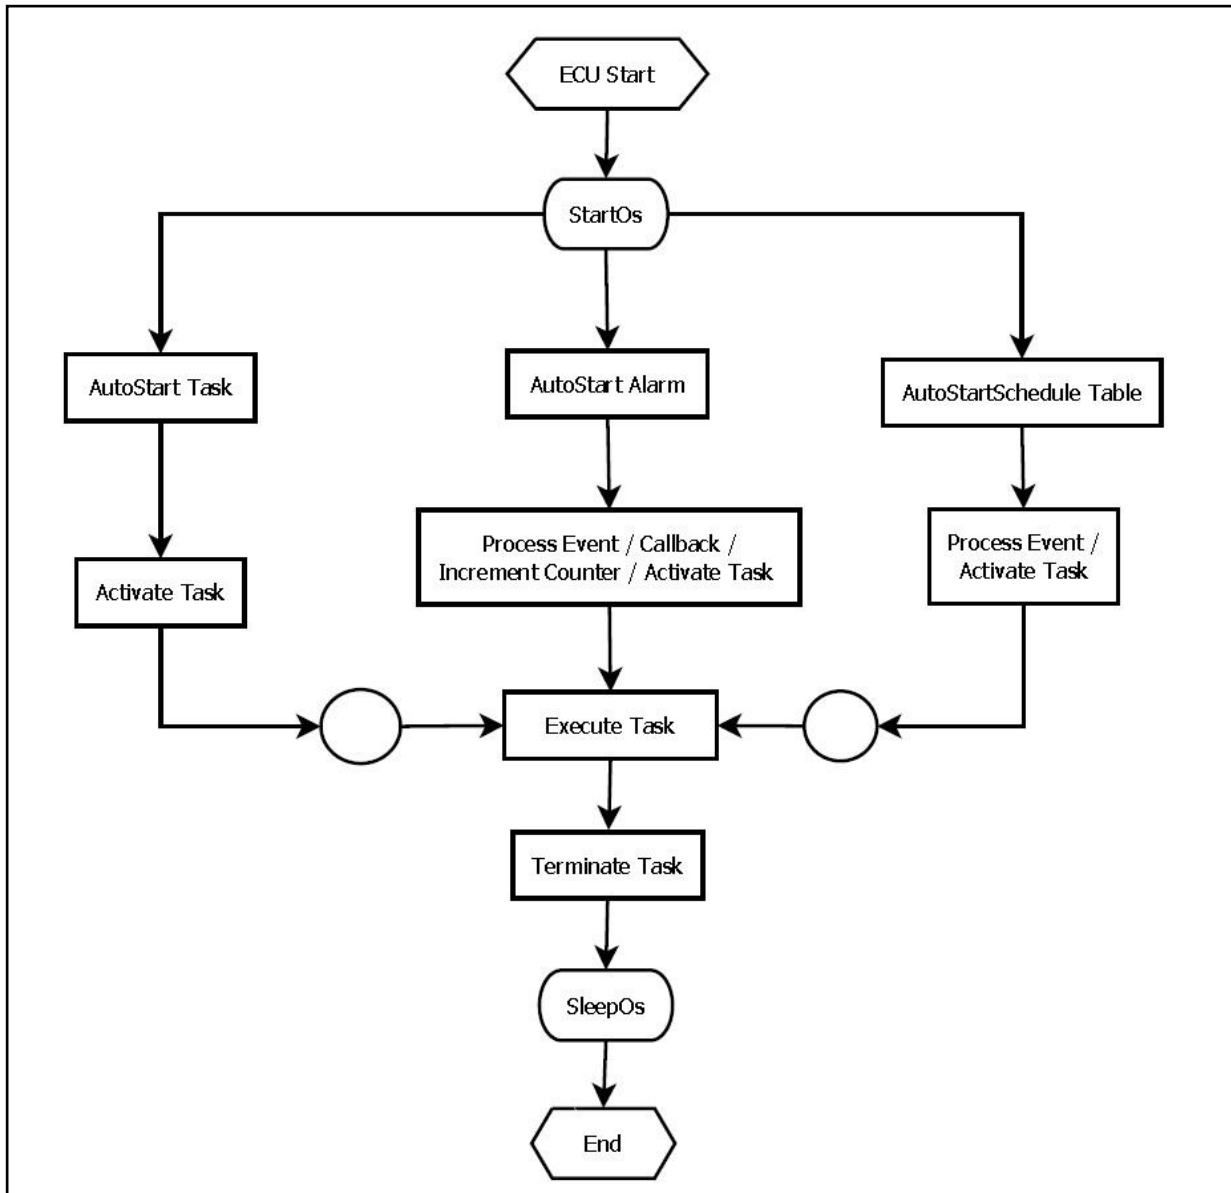 ECU Start
StartOs
AutoStart Task
AutoStart Alarm
AutoStartSchedule Table
Process Event / Callback /
Increment Counter / Activate Task
Process Event /
Activate Task
Activate Task
Execute Task
Terminate Task
SleepOs
End